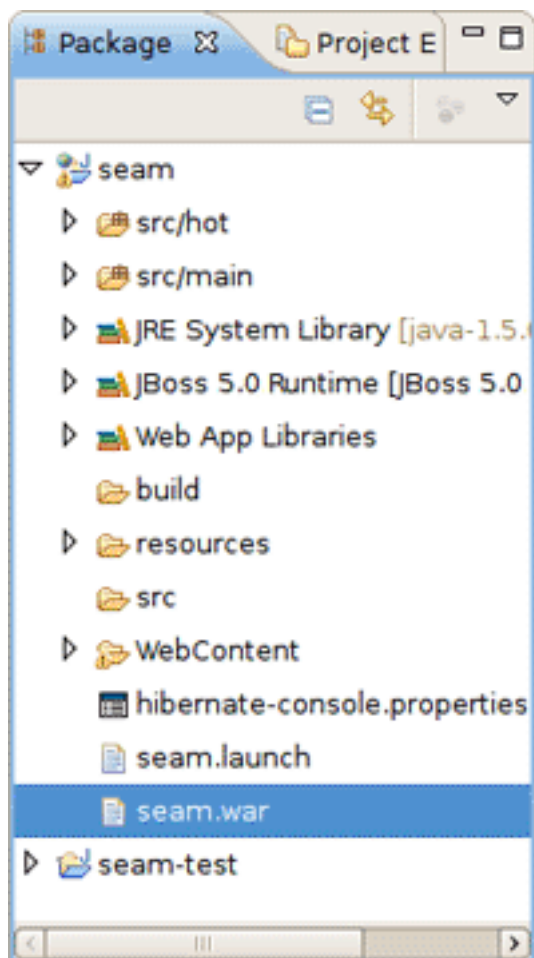 Package Project E
seam
src/hot
src/main
JRE System Library [java-1.5.
JBoss 5.0 Runtime [JBoss 5.0
Web App Libraries
build
resources
src
WebContent
hibernate-console.properties
seam.launch
seam.war
seam-test